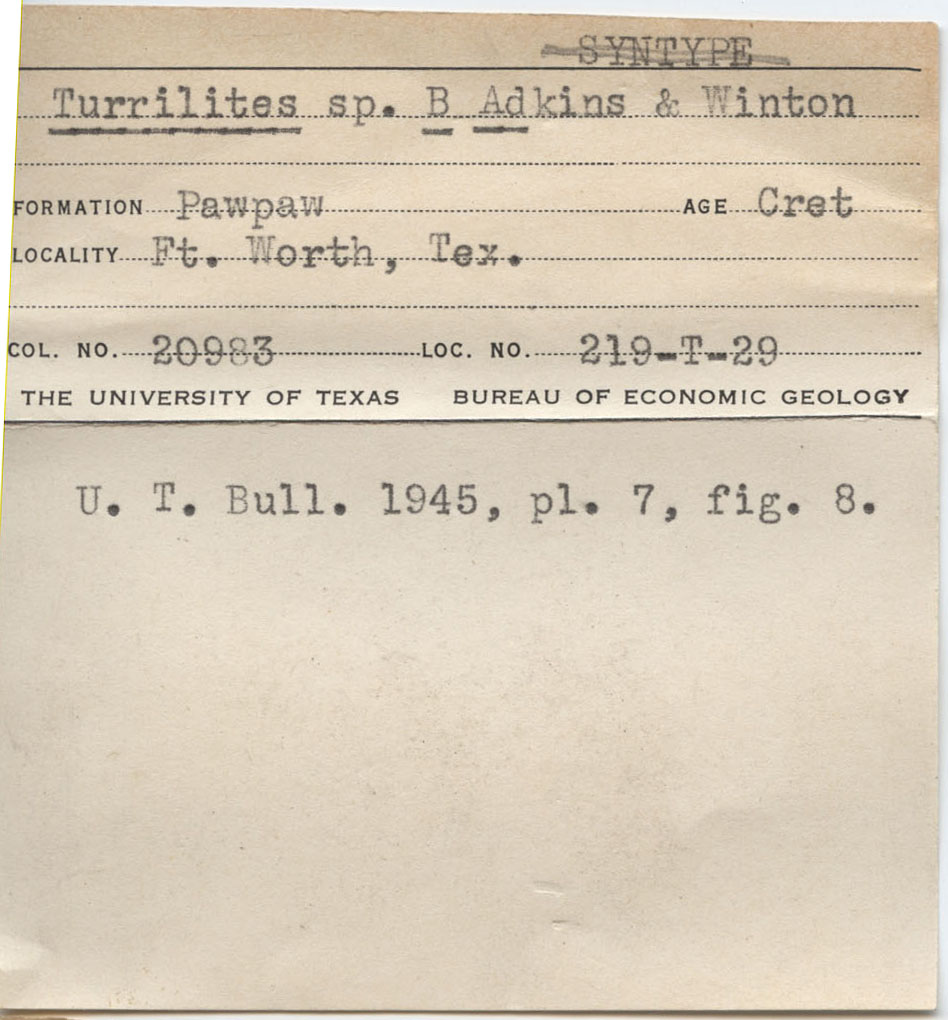 SYNTYPE
Turrilites sp. B Adkins & Winton
FORMATION Pawpaw AGE Cret
LOCALITY Ft. Worth, Tex.
COL. NO. 20983 LOC. NO. 219-T-29
THE UNIVERSITY OF TEXAS BUREAU OF ECONOMIC GEOLOGY
U. T. Bull. 1945, pl. 7, fig. 8.